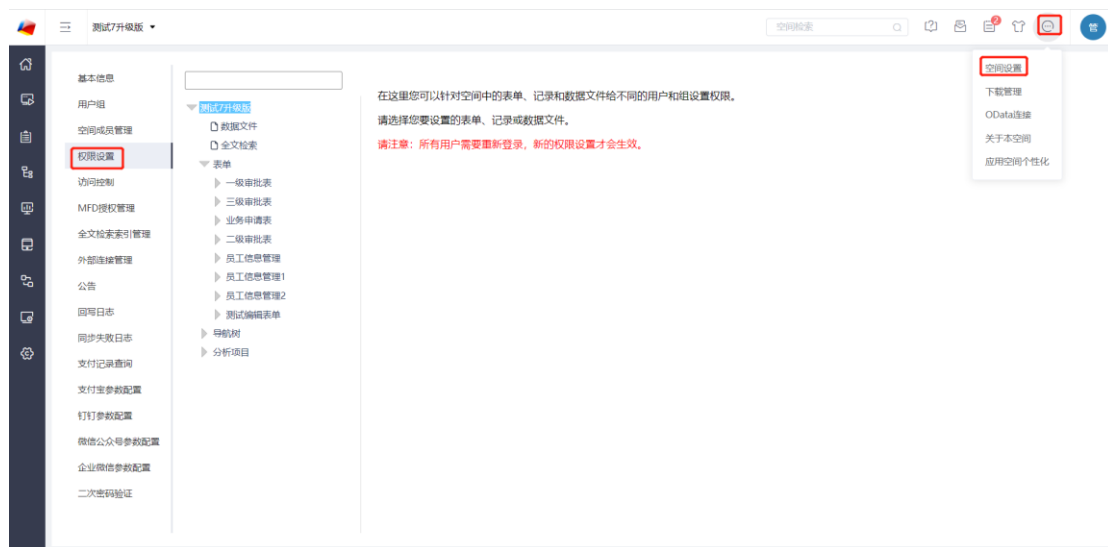 测试7升级版
空间检索
2
管
空间设置
下载管理
OData连接
关于本空间
应用空间个性化
基本信息
用户组
空间成员管理
权限设置
访问控制
MFD授权管理
全文检索索引管理
外部连接管理
公告
回写日志
同步失败日志
支付记录查询
支付宝参数配置
钉钉参数配置
微信公众号参数配置
企业微信参数配置
二次密码验证
测试7升级版
数据文件
全文检索
表单
一级审批表
三级审批表
业务申请表
二级审批表
员工信息管理
员工信息管理1
员工信息管理2
测试编辑表单
导航树
分析项目
在这里您可以针对空间中的表单、记录和数据文件给不同的用户和组设置权限。
请选择您要设置的表单、记录或数据文件。
请注意：所有用户需要重新登录，新的权限设置才会生效。